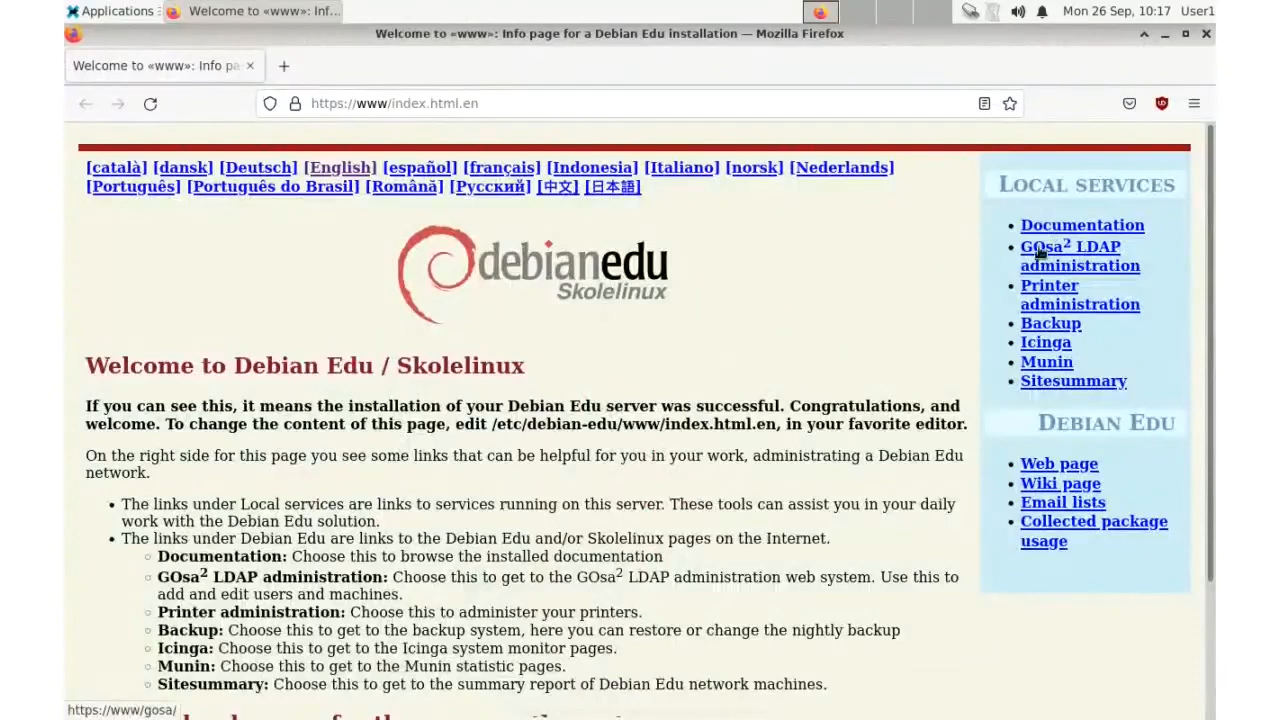 Applications
Welcome to «www»: Inf...
Mon 26 Sep, 10:17
User1
Welcome to «www»: Info page for a Debian Edu installation — Mozilla Firefox
Welcome to «www»: Info pa
https://www/index.html.en
[català] [dansk] [Deutsch] [English] [español] [français] [Indonesia] [Italiano] [norsk] [Nederlands]
[Português] [Português do Brasil] [Română] [Русский] [中文] [日本語]
debianedu
Skolelinux
Welcome to Debian Edu / Skolelinux
If you can see this, it means the installation of your Debian Edu server was successful. Congratulations, and
welcome. To change the content of this page, edit /etc/debian-edu/www/index.html.en, in your favorite editor.
On the right side for this page you see some links that can be helpful for you in your work, administrating a Debian Edu
network.
• The links under Local services are links to services running on this server. These tools can assist you in your daily
work with the Debian Edu solution.
• The links under Debian Edu are links to the Debian Edu and/or Skolelinux pages on the Internet.
◦ Documentation: Choose this to browse the installed documentation
◦ GOsa² LDAP administration: Choose this to get to the GOsa² LDAP administration web system. Use this to
add and edit users and machines.
◦ Printer administration: Choose this to administer your printers.
◦ Backup: Choose this to get to the backup system, here you can restore or change the nightly backup
◦ Icinga: Choose this to get to the Icinga system monitor pages.
◦ Munin: Choose this to get to the Munin statistic pages.
◦ Sitesummary: Choose this to get to the summary report of Debian Edu network machines.
LOCAL SERVICES
• Documentation
• GOsa² LDAP
administration
• Printer
administration
• Backup
• Icinga
• Munin
• Sitesummary
DEBIAN EDU
• Web page
• Wiki page
• Email lists
• Collected package
usage
https://www/gosa/